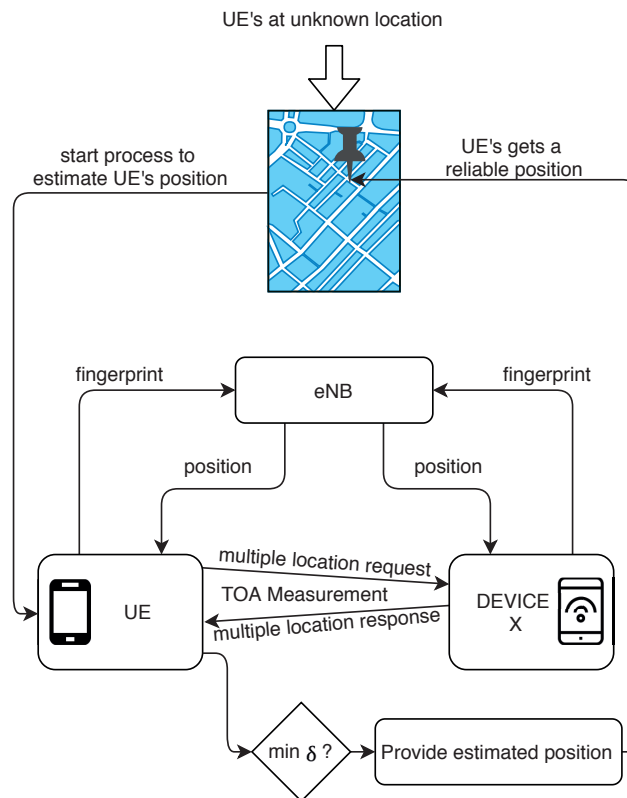 UE's at unknown location
start process to
estimate UE's position
UE's gets a
reliable position
fingerprint
eNB
fingerprint
position
position
multiple location request
UE
TOA Measurement
DEVICE
X
multiple location response
min δ ?
Provide estimated position